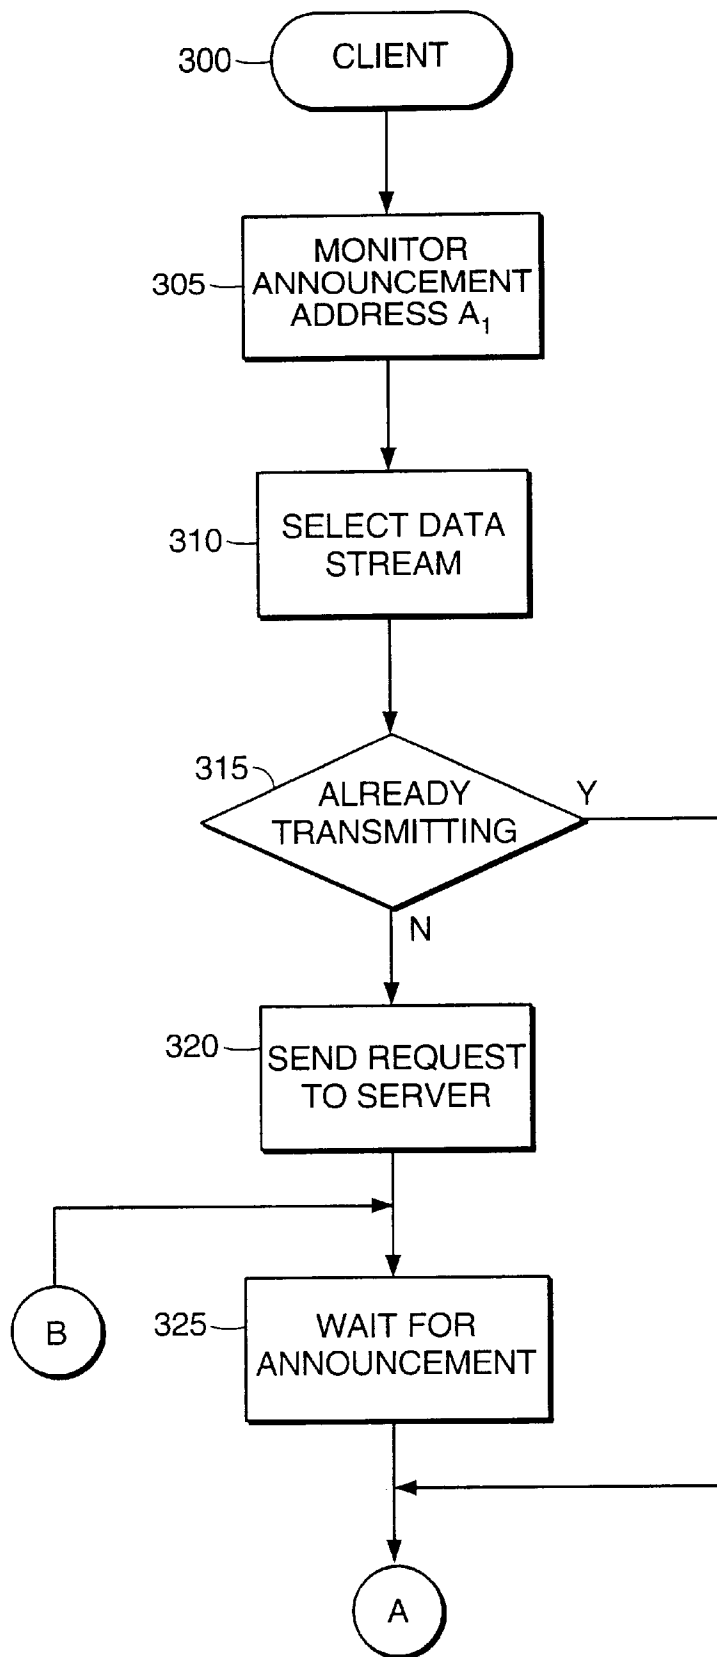 300
CLIENT
305
MONITOR
ANNOUNCEMENT
ADDRESS A₁
310
SELECT DATA
STREAM
315
ALREADY
TRANSMITTING
Y
N
320
SEND REQUEST
TO SERVER
B
325
WAIT FOR
ANNOUNCEMENT
A